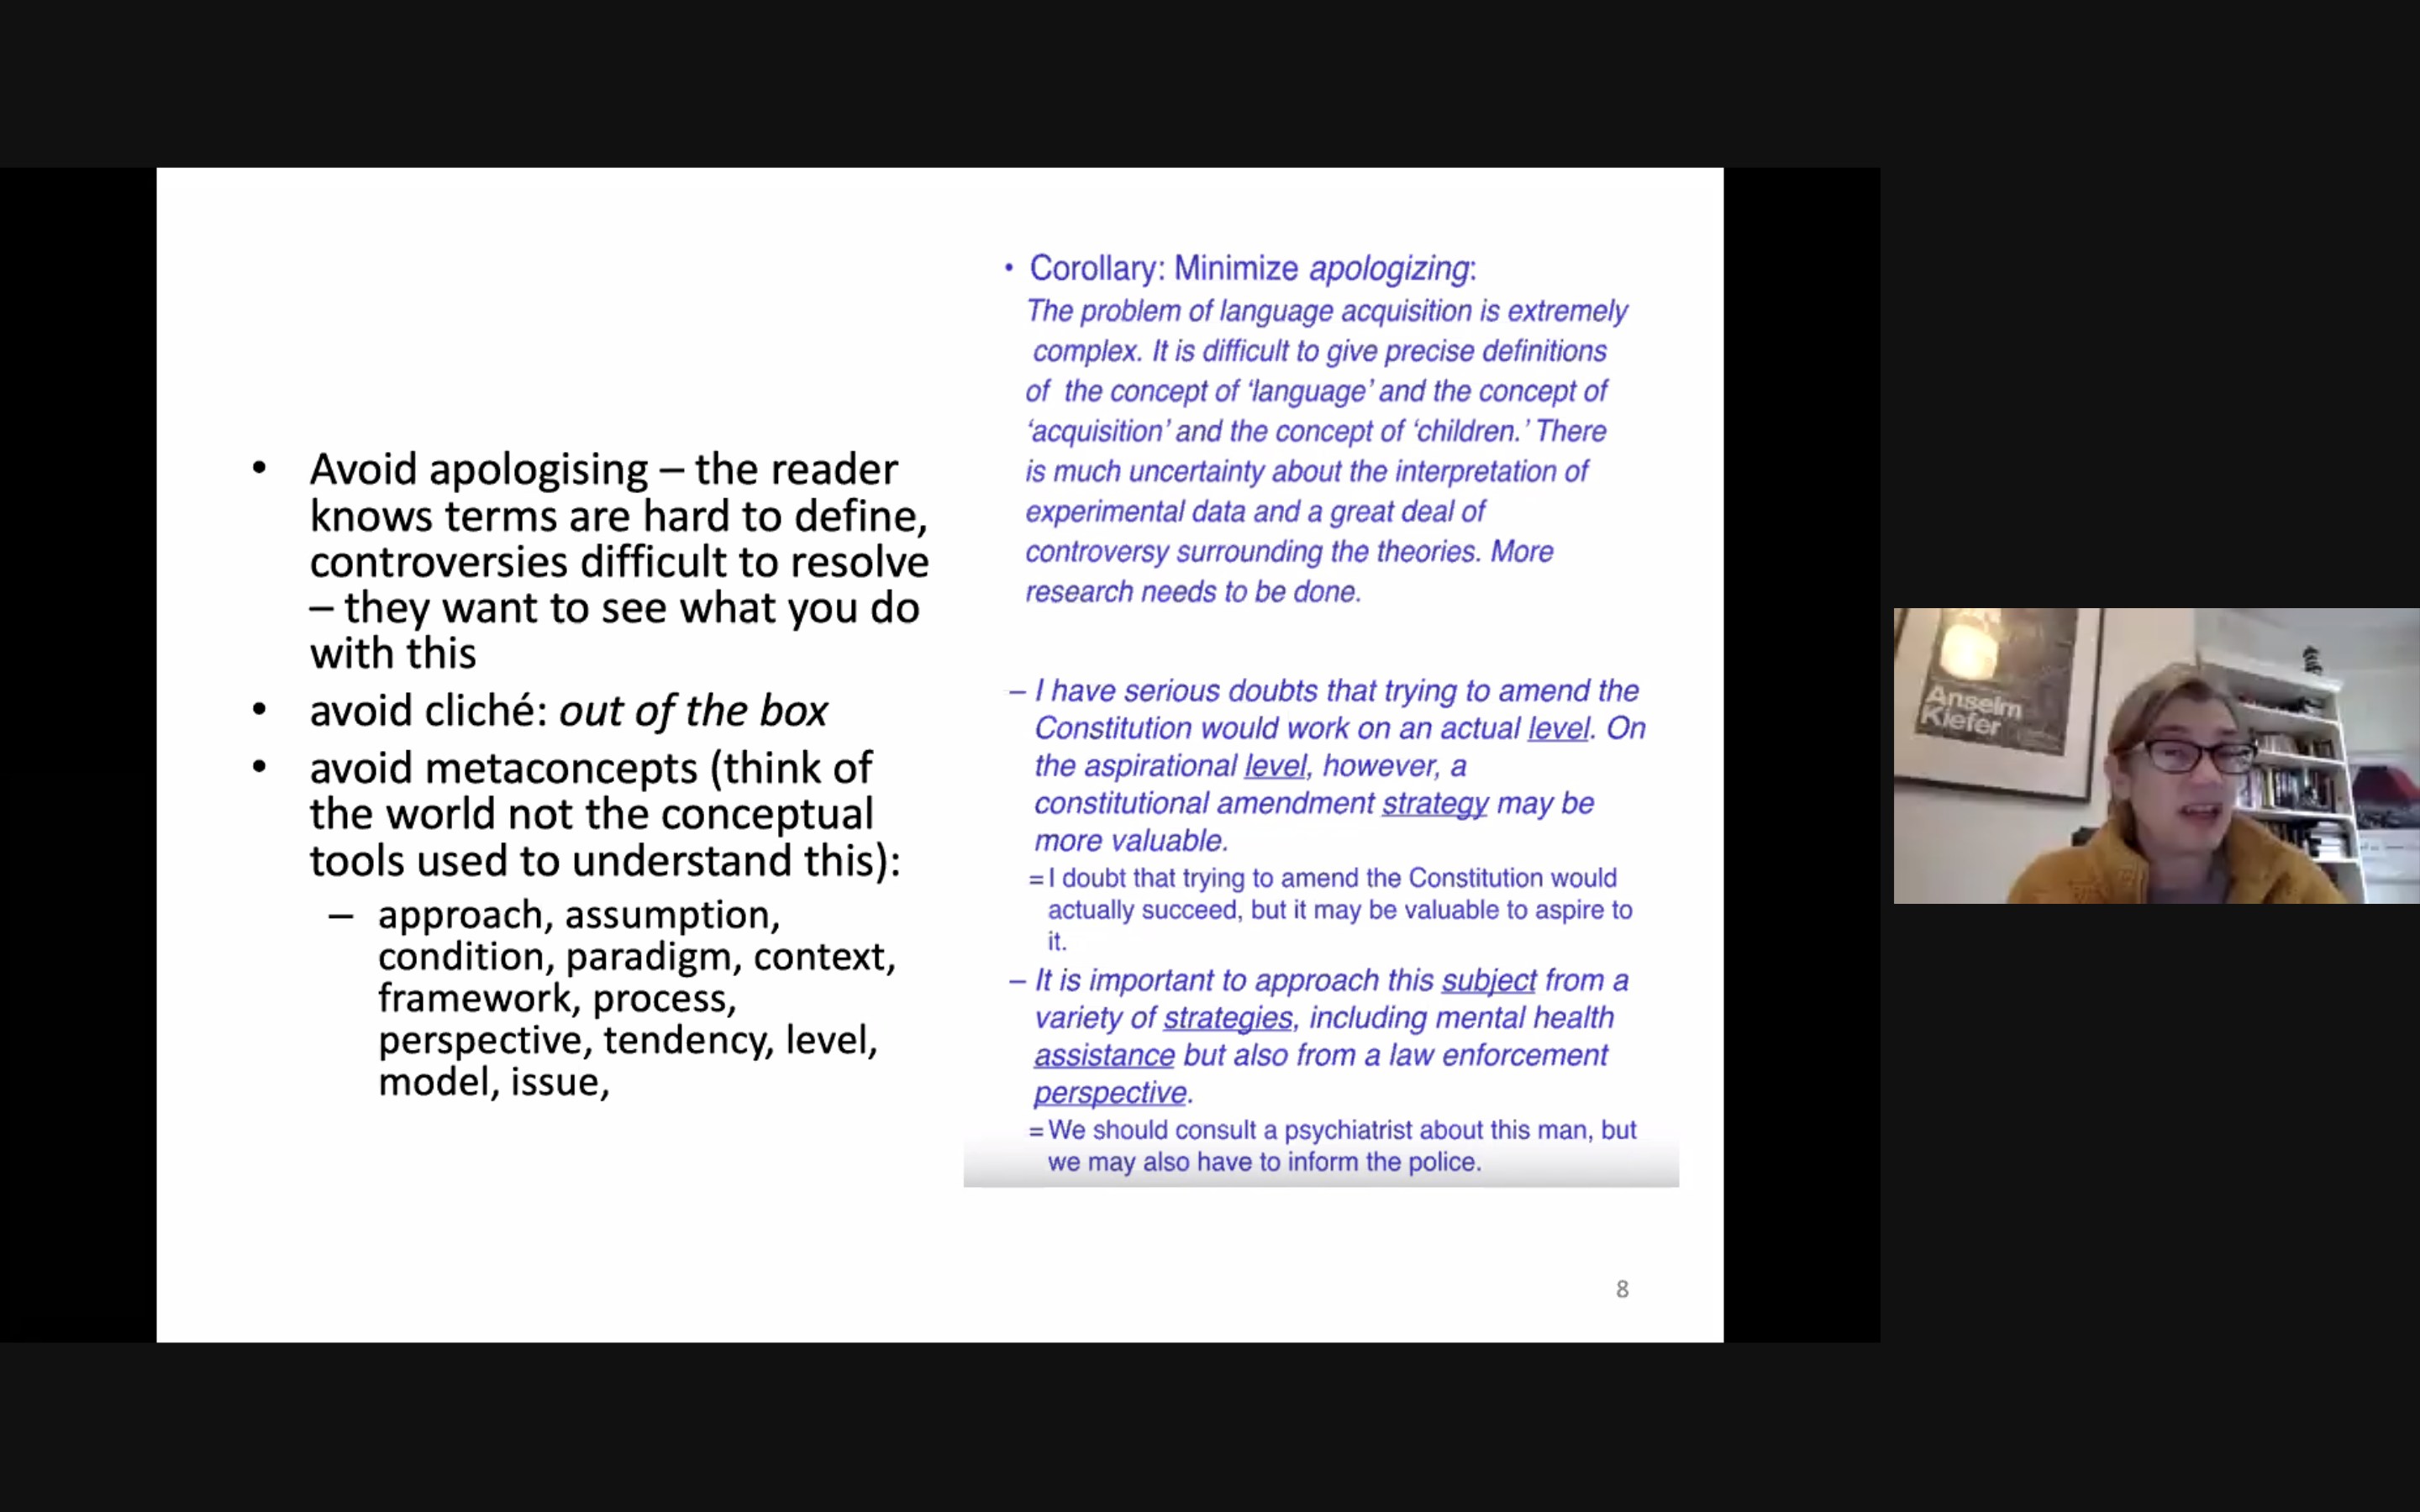 • Avoid apologising – the reader
knows terms are hard to define,
controversies difficult to resolve
– they want to see what you do
with this
• avoid cliché: out of the box
• avoid metaconcepts (think of
the world not the conceptual
tools used to understand this):
– approach, assumption,
condition, paradigm, context,
framework, process,
perspective, tendency, level,
model, issue,
• Corollary: Minimize apologizing:
The problem of language acquisition is extremely
complex. It is difficult to give precise definitions
of the concept of ‘language’ and the concept of
‘acquisition’ and the concept of ‘children.’ There
is much uncertainty about the interpretation of
experimental data and a great deal of
controversy surrounding the theories. More
research needs to be done.
– I have serious doubts that trying to amend the
Constitution would work on an actual level. On
the aspirational level, however, a
constitutional amendment strategy may be
more valuable.
= I doubt that trying to amend the Constitution would
actually succeed, but it may be valuable to aspire to
it.
– It is important to approach this subject from a
variety of strategies, including mental health
assistance but also from a law enforcement
perspective.
= We should consult a psychiatrist about this man, but
we may also have to inform the police.
8
Anselm
Kiefer